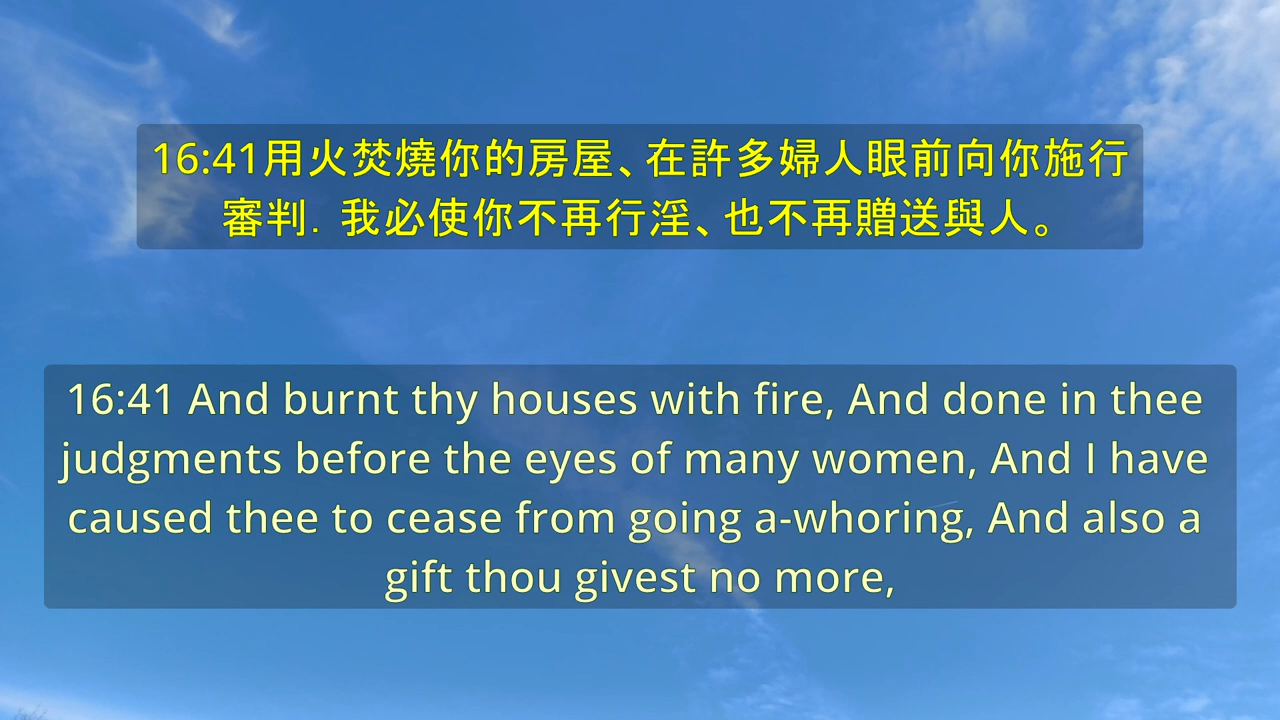 16:41用火焚燒你的房屋、在許多婦人眼前向你施行
審判．我必使你不再行淫、也不再贈送與人。
16:41 And burnt thy houses with fire, And done in thee
judgments before the eyes of many women, And I have
caused thee to cease from going a-whoring, And also a
gift thou givest no more,